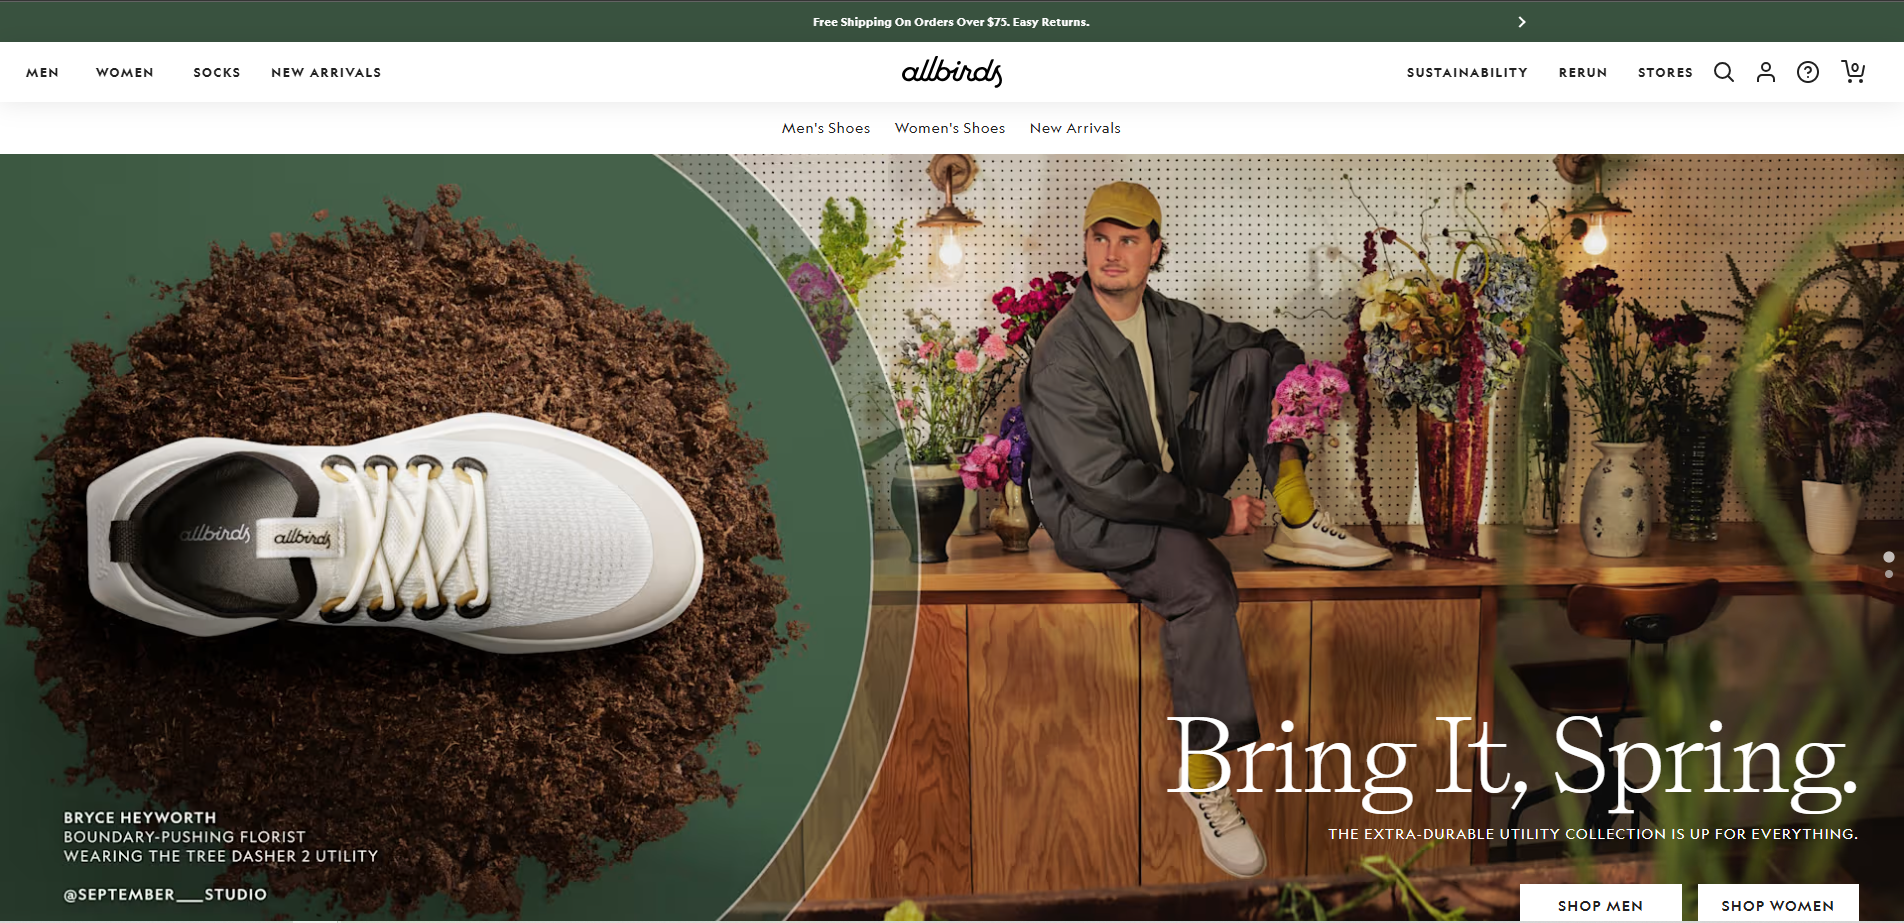 Free Shipping On Orders Over $75. Easy Returns.
MEN WOMEN SOCKS NEW ARRIVALS allbirds SUSTAINABILITY RERUN STORES 0
Men's Shoes Women's Shoes New Arrivals
allbirds allbirds
Bring It, Spring.
THE EXTRA-DURABLE UTILITY COLLECTION IS UP FOR EVERYTHING.
BRYCE HEYWORTH
BOUNDARY-PUSHING FLORIST
WEARING THE TREE DASHER 2 UTILITY
@SEPTEMBER___STUDIO
SHOP MEN SHOP WOMEN